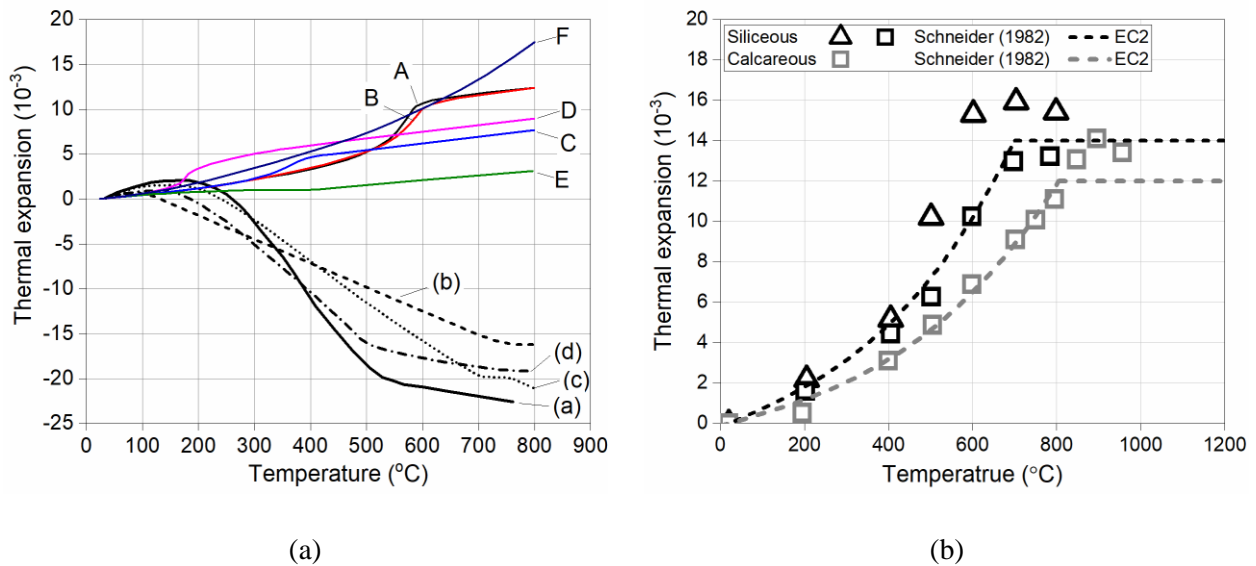 20
15
10
5
0
-5
-10
-15
-20
-25
0 100 200 300 400 500 600 700 800 900
Thermal expansion (10-3)
Temperature (oC)
F
A
B
D
C
E
(b)
(d)
(c)
(a)
(a)
20
18
16
14
12
10
8
6
4
2
0
0 200 400 600 800 1000 1200
Thermal expansion (10-3)
Temperatrue (°C)
Siliceous Schneider (1982) EC2
Calcareous Schneider (1982) EC2
(b)